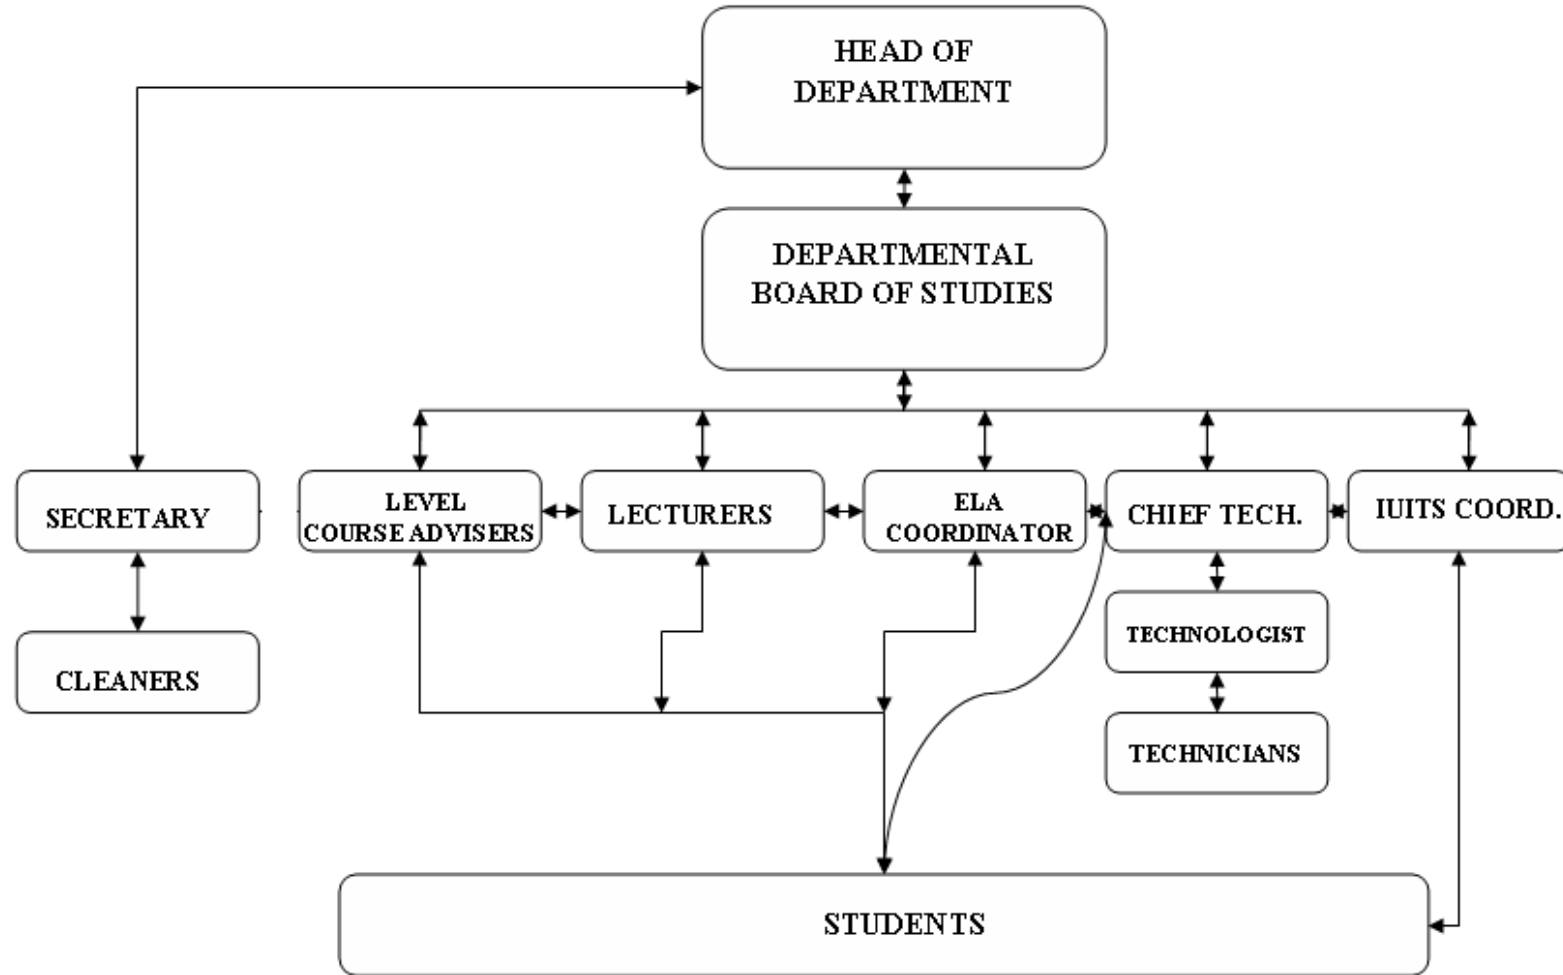 HEAD OF
DEPARTMENT
DEPARTMENTAL
BOARD OF STUDIES
SECRETARY
LEVEL
COURSE ADVISERS
LECTURERS
ELA
COORDINATOR
CHIEF TECH.
IUITS COORD.
CLEANERS
TECHNOLOGIST
TECHNICIANS
STUDENTS